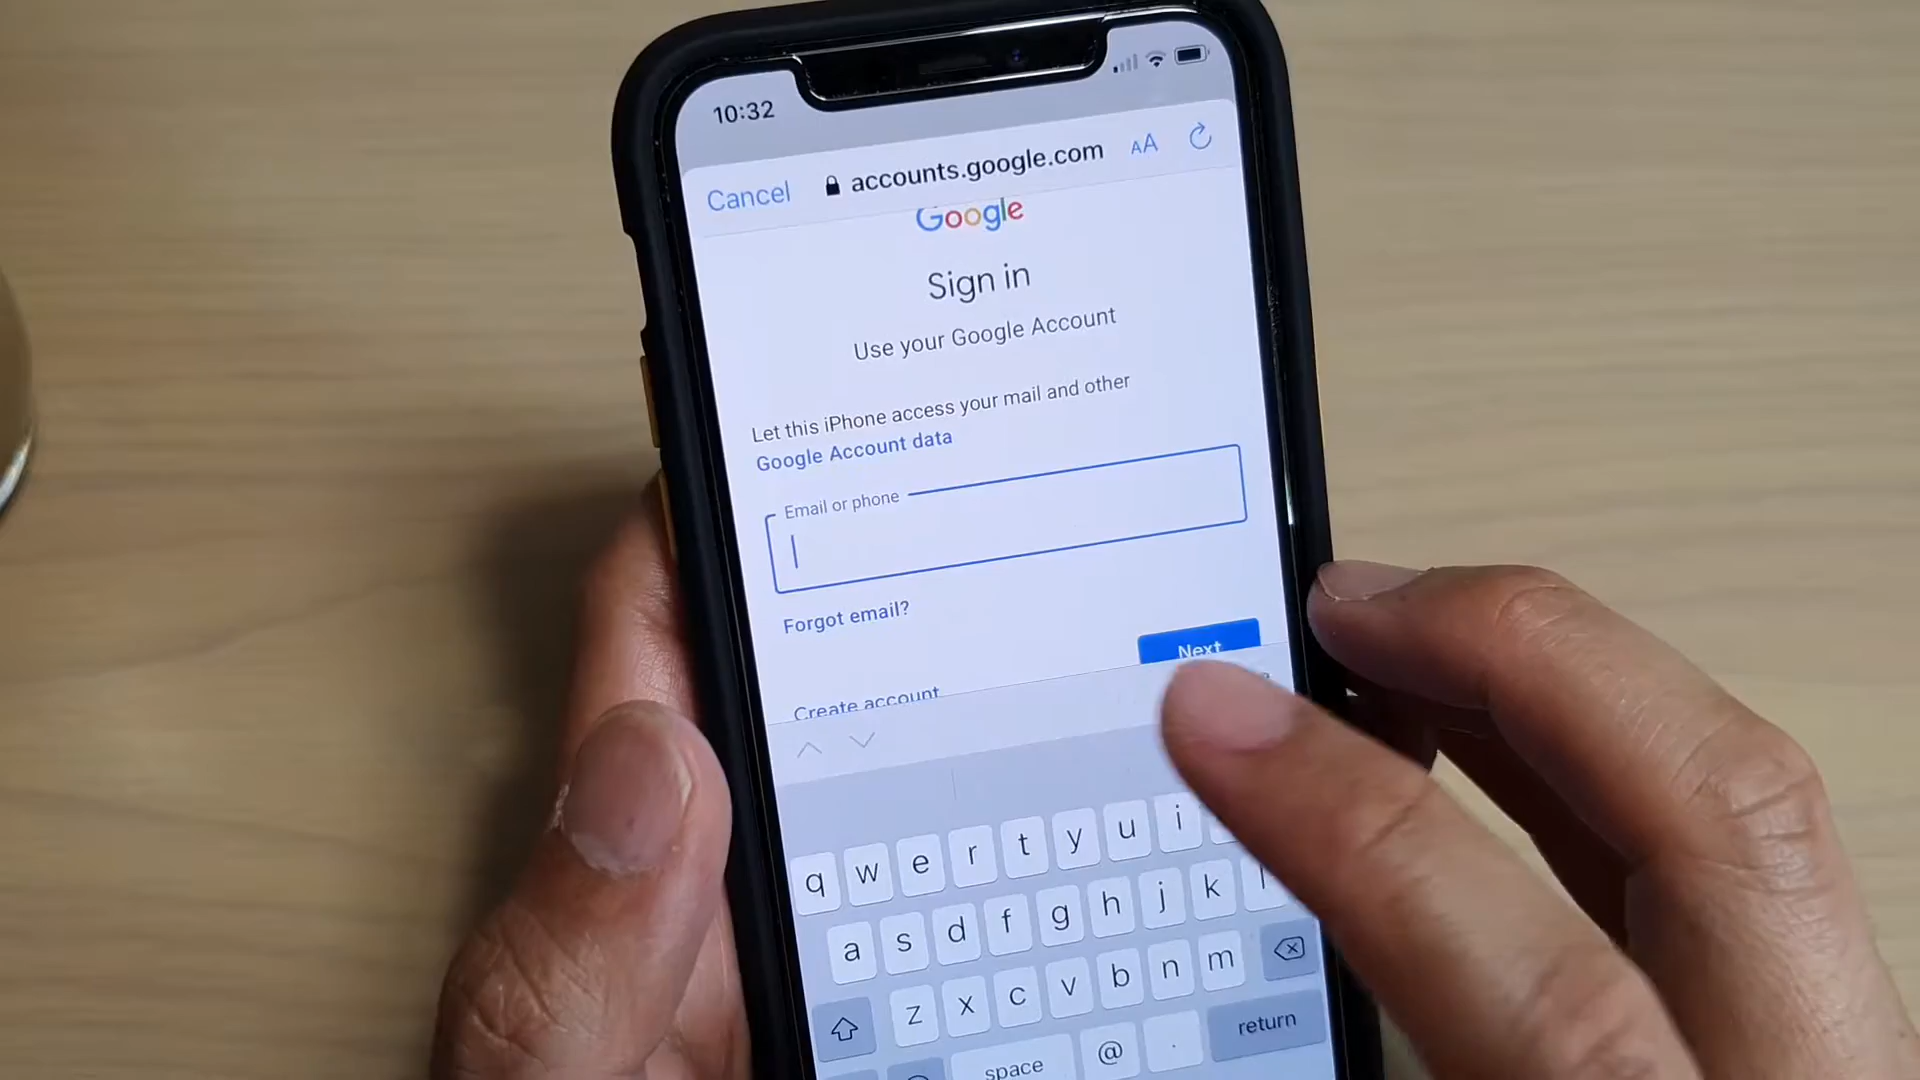 10:32
Cancel accounts.google.com AA
Google
Sign in
Use your Google Account
Let this iPhone access your mail and other
Google Account data
Email or phone
Forgot email?
Next
Create account
q w e r t y u i
a s d f g h j k l
z x c v b n m
space @ . return